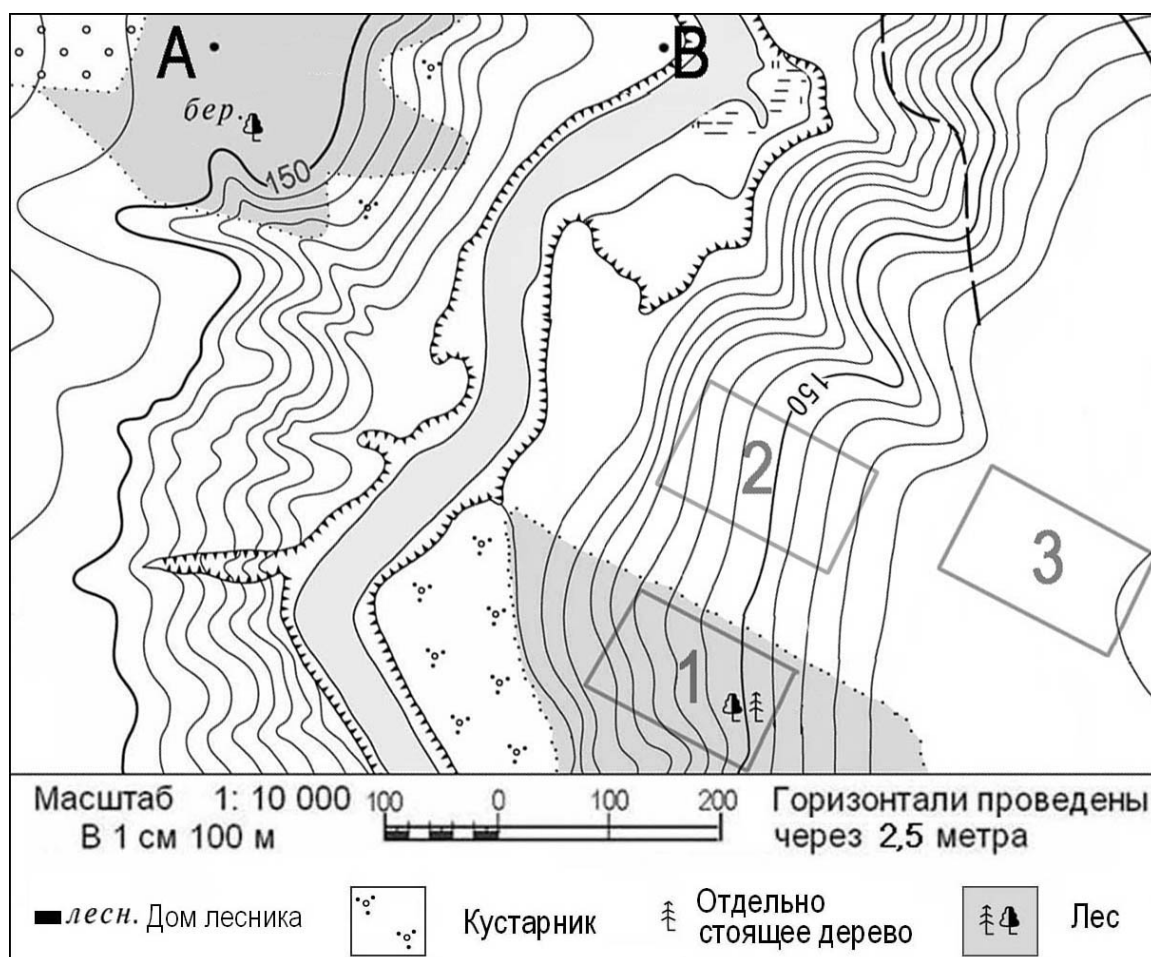 А В
бер.
150
150
2
3
1
Масштаб 1: 10 000
В 1 см 100 м
100 0 100 200
Горизонтали проведены
через 2,5 метра
лесн. Дом лесника
Кустарник
Отдельно
стоящее дерево
Лес